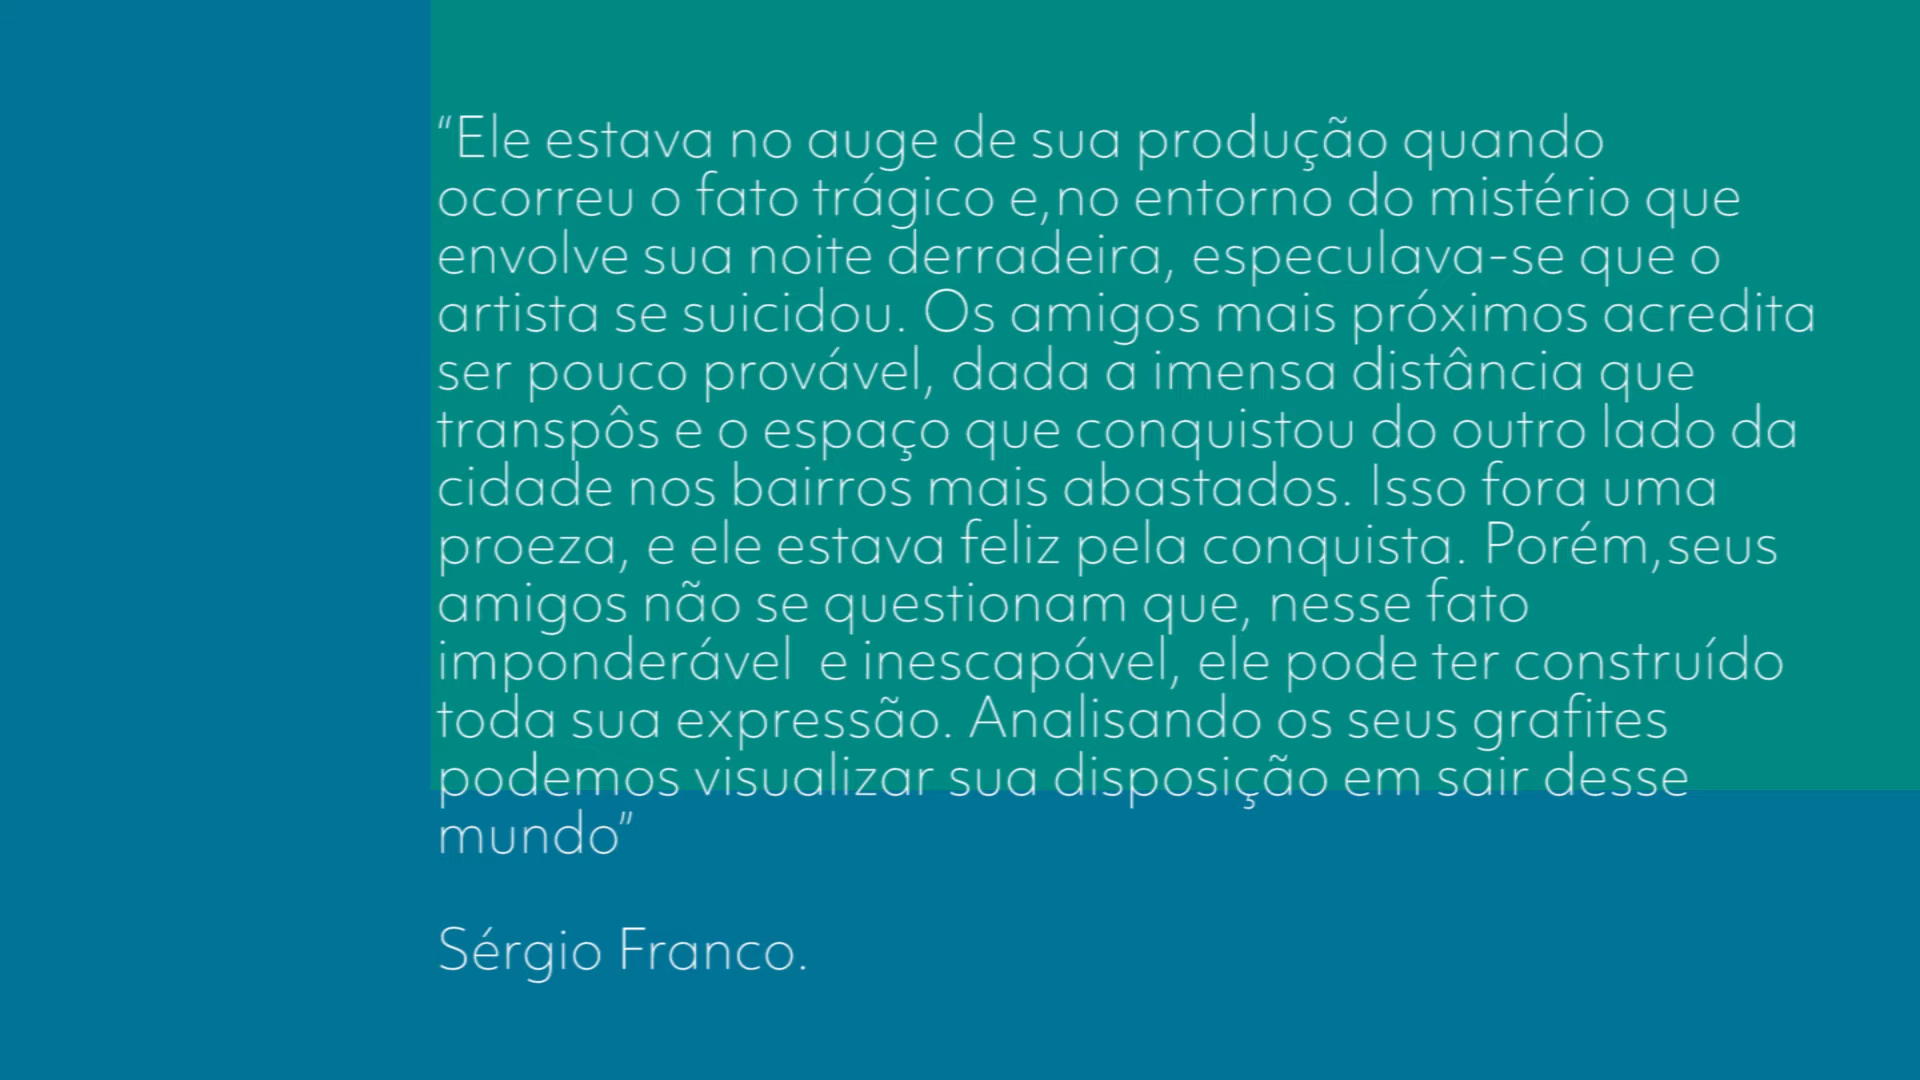 “Ele estava no auge de sua produção quando
ocorreu o fato trágico e,no entorno do mistério que
envolve sua noite derradeira, especulava-se que o
artista se suicidou. Os amigos mais próximos acredita
ser pouco provável, dada a imensa distância que
transpôs e o espaço que conquistou do outro lado da
cidade nos bairros mais abastados. Isso fora uma
proeza, e ele estava feliz pela conquista. Porém,seus
amigos não se questionam que, nesse fato
imponderável  e inescapável, ele pode ter construído
toda sua expressão. Analisando os seus grafites
podemos visualizar sua disposição em sair desse
mundo”
Sérgio Franco.